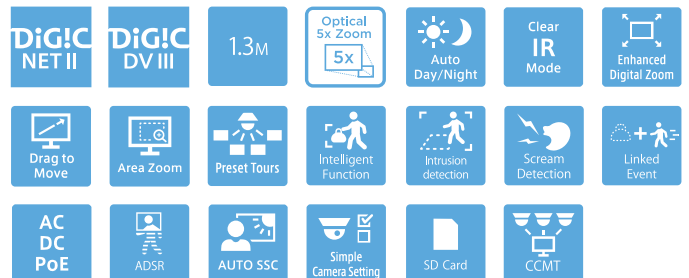 DiG!C
NET II
DiG!C
DV III
1.3M
Optical
5x Zoom
5x
Auto
Day/Night
Clear
IR
Mode
Enhanced
Digital Zoom
Drag to
Move
Area Zoom
Preset Tours
Intelligent
Function
Intrusion
detection
Scream
Detection
Linked
Event
AC
DC
PoE
ADSR
AUTO SSC
Simple
Camera Setting
SD Card
CCMT